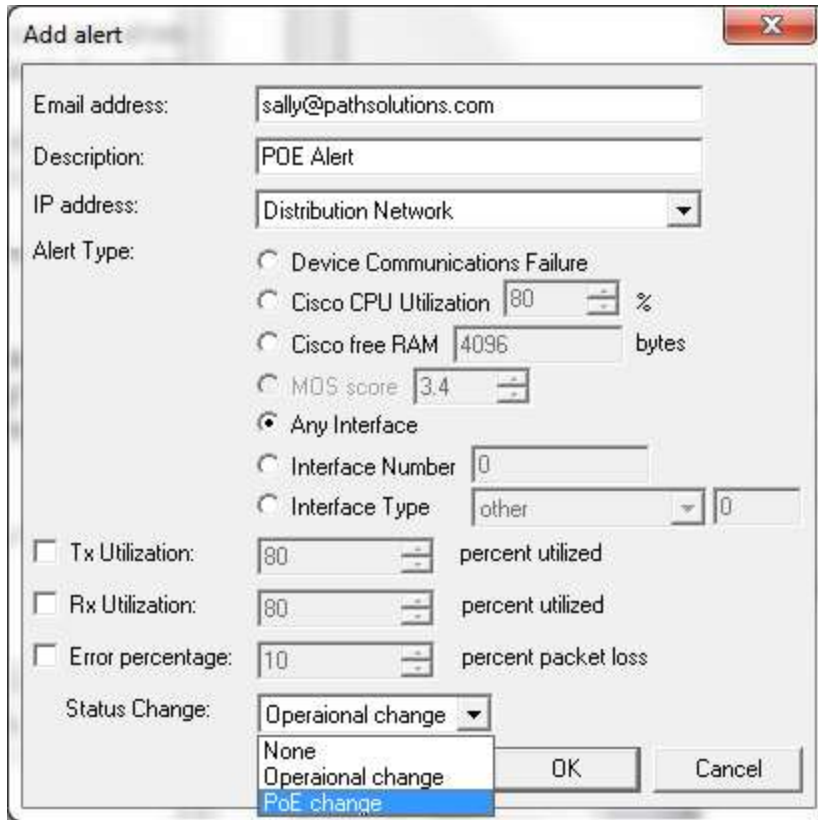 Add alert
Email address: sally@pathsolutions.com
Description: POE Alert
IP address: Distribution Network
Alert Type:
Device Communications Failure
Cisco CPU Utilization 80 %
Cisco free RAM 4096 bytes
MOS score 3.4
Any Interface
Interface Number 0
Interface Type other 0
Tx Utilization: 80 percent utilized
Rx Utilization: 80 percent utilized
Error percentage: 10 percent packet loss
Status Change: Operaional change
None
Operaional change
PoE change
OK Cancel